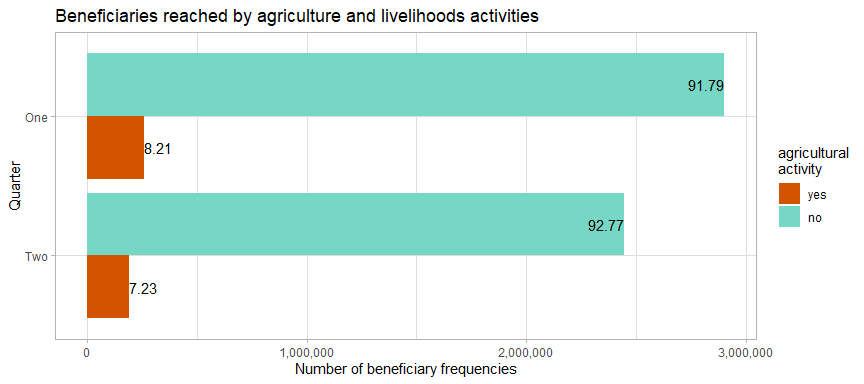 Beneficiaries reached by agriculture and livelihoods activities
Quarter
One
91.79
8.21
Two
92.77
7.23
0
1,000,000
2,000,000
3,000,000
Number of beneficiary frequencies
agricultural
activity
yes
no